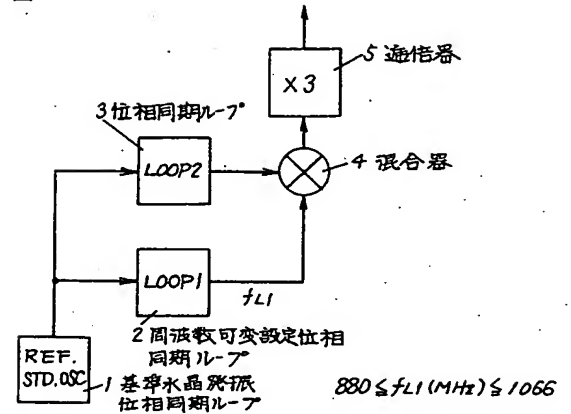 5 逓倍器
×3
3 位相同期ループ
LOOP2
4 混合器
LOOP1
fL1
2 周波数可変設定位相
同期ループ
REF.
STD.OSC
1 基準水晶発振
位相同期ループ
880≦fL1(MHz)≦1066